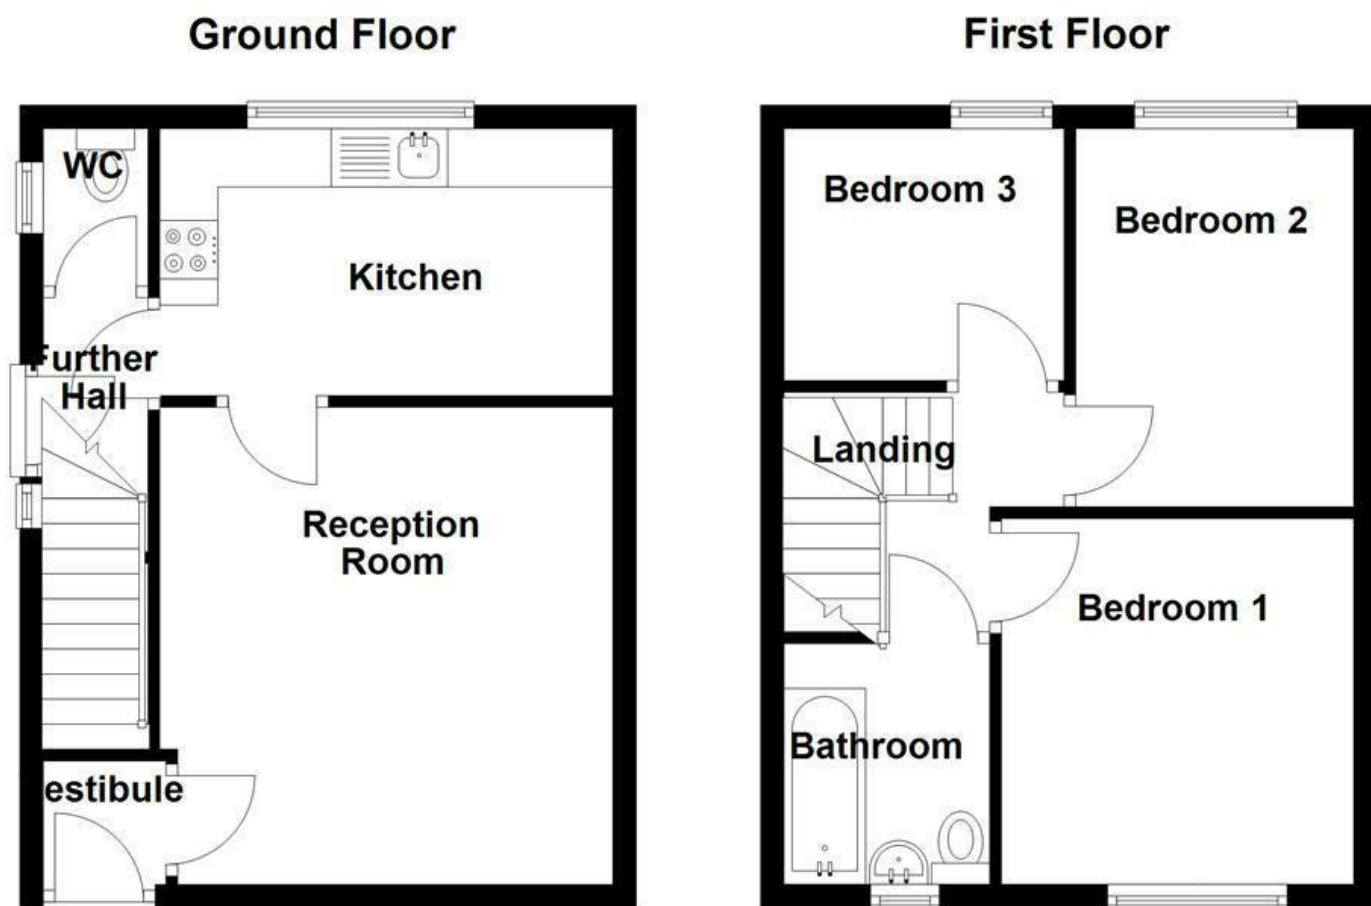 Ground Floor
First Floor
WC
Kitchen
Further
Hall
Reception
Room
estibule
Bedroom 3
Bedroom 2
Landing
Bedroom 1
Bathroom